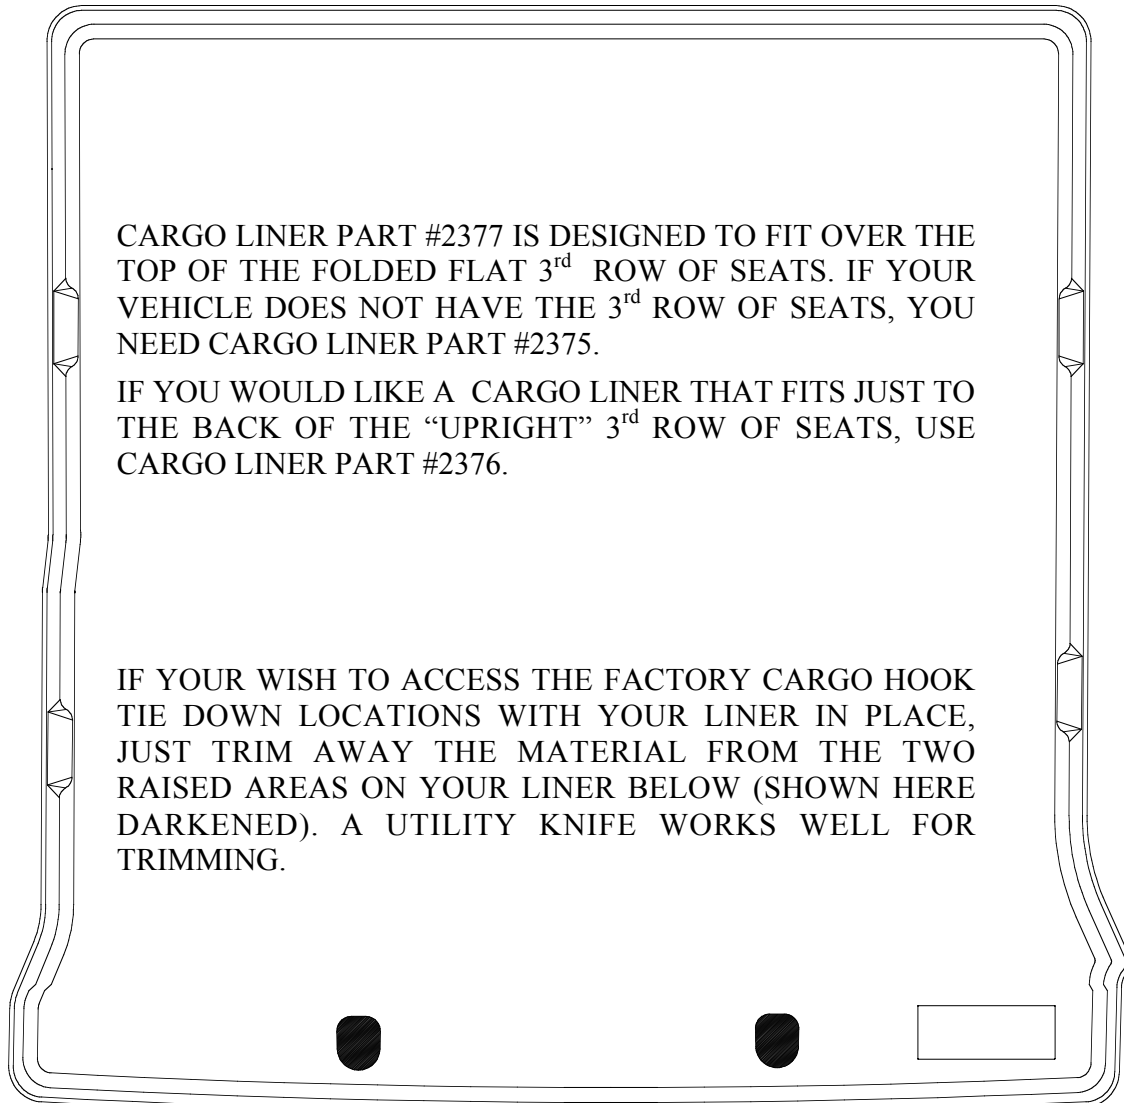 CARGO LINER PART #2377 IS DESIGNED TO FIT OVER THE
TOP OF THE FOLDED FLAT 3rd ROW OF SEATS. IF YOUR
VEHICLE DOES NOT HAVE THE 3rd ROW OF SEATS, YOU
NEED CARGO LINER PART #2375.
IF YOU WOULD LIKE A CARGO LINER THAT FITS JUST TO
THE BACK OF THE “UPRIGHT” 3rd ROW OF SEATS, USE
CARGO LINER PART #2376.
IF YOUR WISH TO ACCESS THE FACTORY CARGO HOOK
TIE DOWN LOCATIONS WITH YOUR LINER IN PLACE,
JUST TRIM AWAY THE MATERIAL FROM THE TWO
RAISED AREAS ON YOUR LINER BELOW (SHOWN HERE
DARKENED). A UTILITY KNIFE WORKS WELL FOR
TRIMMING.